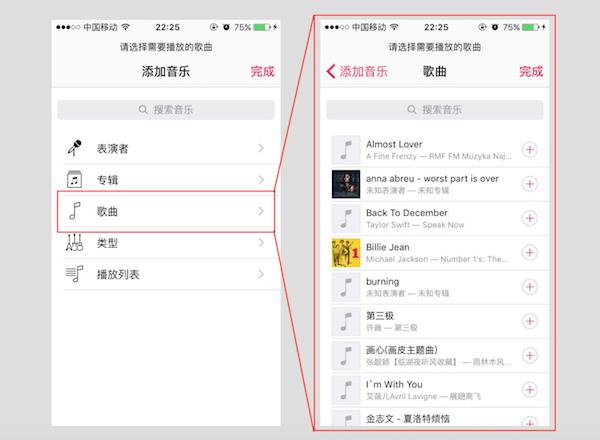 中国移动 22:25 75%
请选择需要播放的歌曲
添加音乐 完成
搜索音乐
表演者
专辑
歌曲
类型
播放列表
中国移动 22:25 75%
请选择需要播放的歌曲
添加音乐 歌曲 完成
搜索音乐
Almost Lover
A Fine Frenzy — RMF FM Muzyka Naj...
anna abreu - worst part is over
未知表演者 — 未知专辑
Back To December
Taylor Swift — Speak Now
Billie Jean
Michael Jackson — Number 1's: The...
burning
未知表演者 — 未知专辑
第三极
许巍 — 第三极
画心(画皮主题曲)
张靓颖【临湖夜听风收藏】 — 雨林木风...
I`m With You
艾薇儿Avril Lavigne — 展翅高飞
金志文 - 夏洛特烦恼